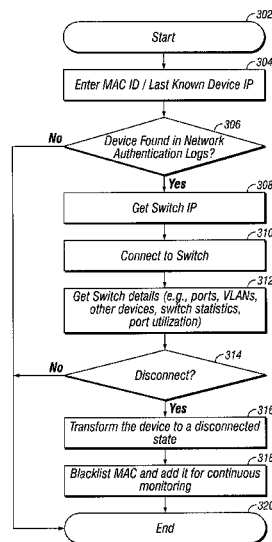 302
Start
304
Enter MAC ID / Last Known Device IP
306
Device Found in Network
Authentication Logs?
No
Yes
308
Get Switch IP
310
Connect to Switch
312
Get Switch details (e.g., ports, VLANs,
other devices, switch statistics,
port utilization)
314
Disconnect?
No
Yes
316
Transform the device to a disconnected
state
318
Blacklist MAC and add it for continuous
monitoring
320
End